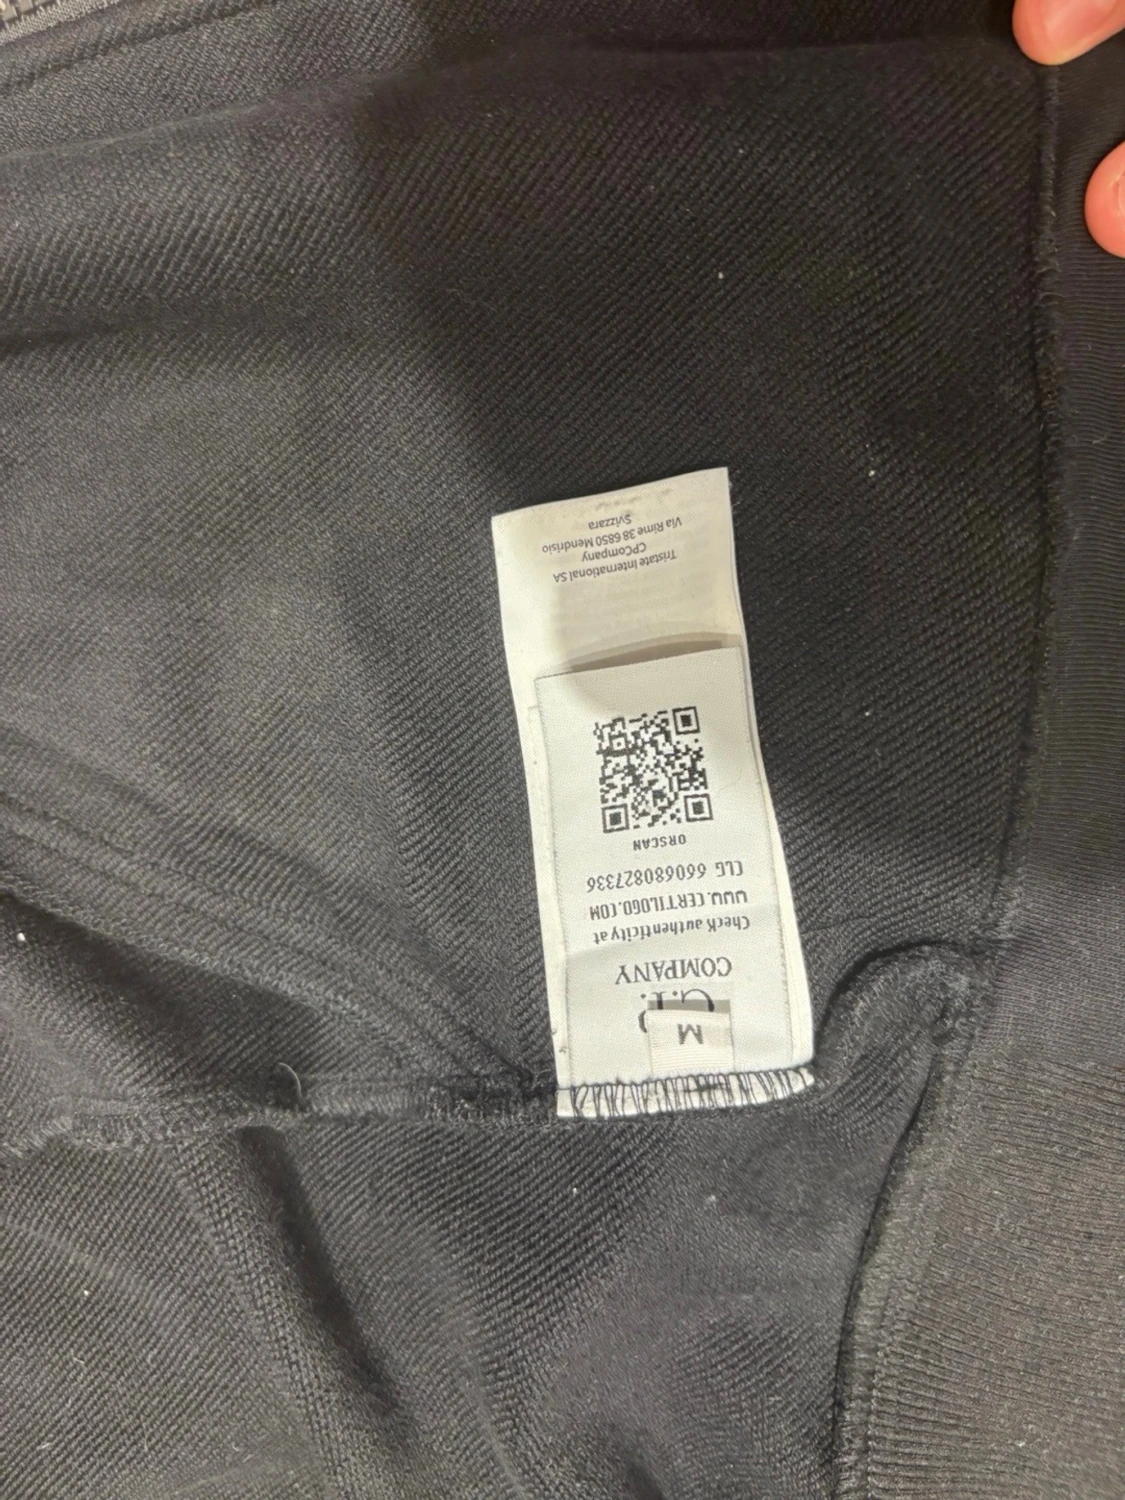 M
C.P.
COMPANY
Check authenticity at
WWW.CERTILOGO.COM
CLG 660680827336
QRSCAN
Tristate International SA
CPCompany
Via Rime 38 6850 Mendrisio
Svizzera